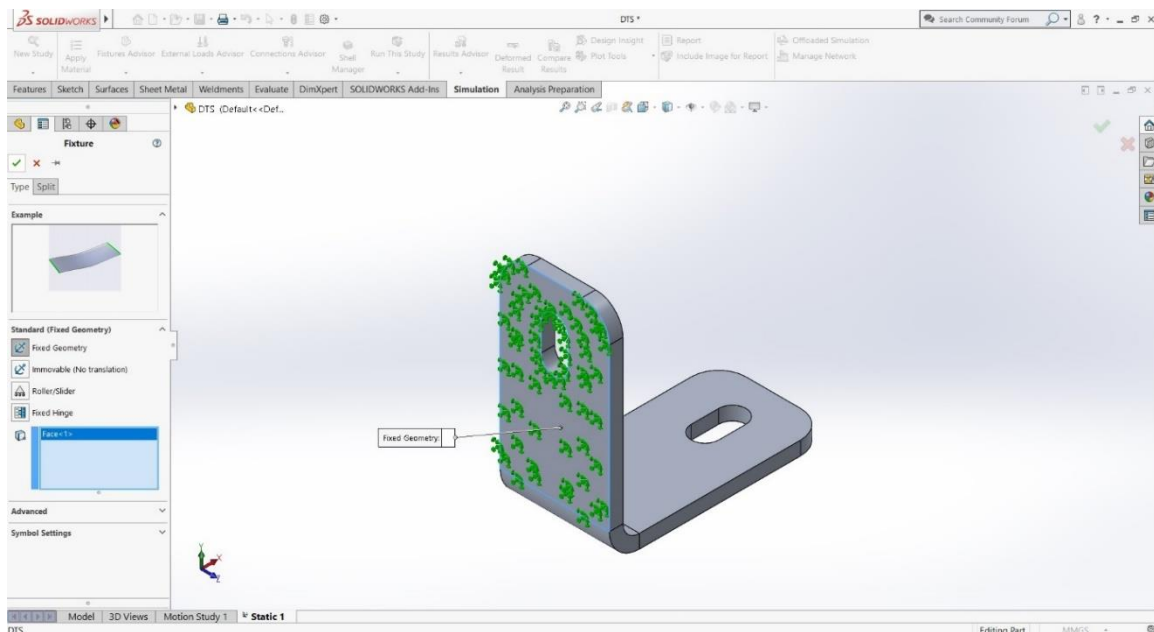 DS SOLIDWORKS
DTS *
Search Community Forum
New Study
Apply Material
Fixtures Advisor
External Loads Advisor
Connections Advisor
Shell Manager
Run This Study
Results Advisor
Deformed Result
Compare Results
Design Insight
Plot Tools
Report
Include Image for Report
Offloaded Simulation
Manage Network
Features Sketch Surfaces Sheet Metal Weldments Evaluate DimXpert SOLIDWORKS Add-Ins Simulation Analysis Preparation
DTS (Default<<Def...
Fixture
Type Split
Example
Standard (Fixed Geometry)
Fixed Geometry
Immovable (No translation)
Roller/Slider
Fixed Hinge
Face<1>
Advanced
Symbol Settings
Fixed Geometry:
Y
X
Z
Model 3D Views Motion Study 1 Static 1
DTS
Editing Part MMGS